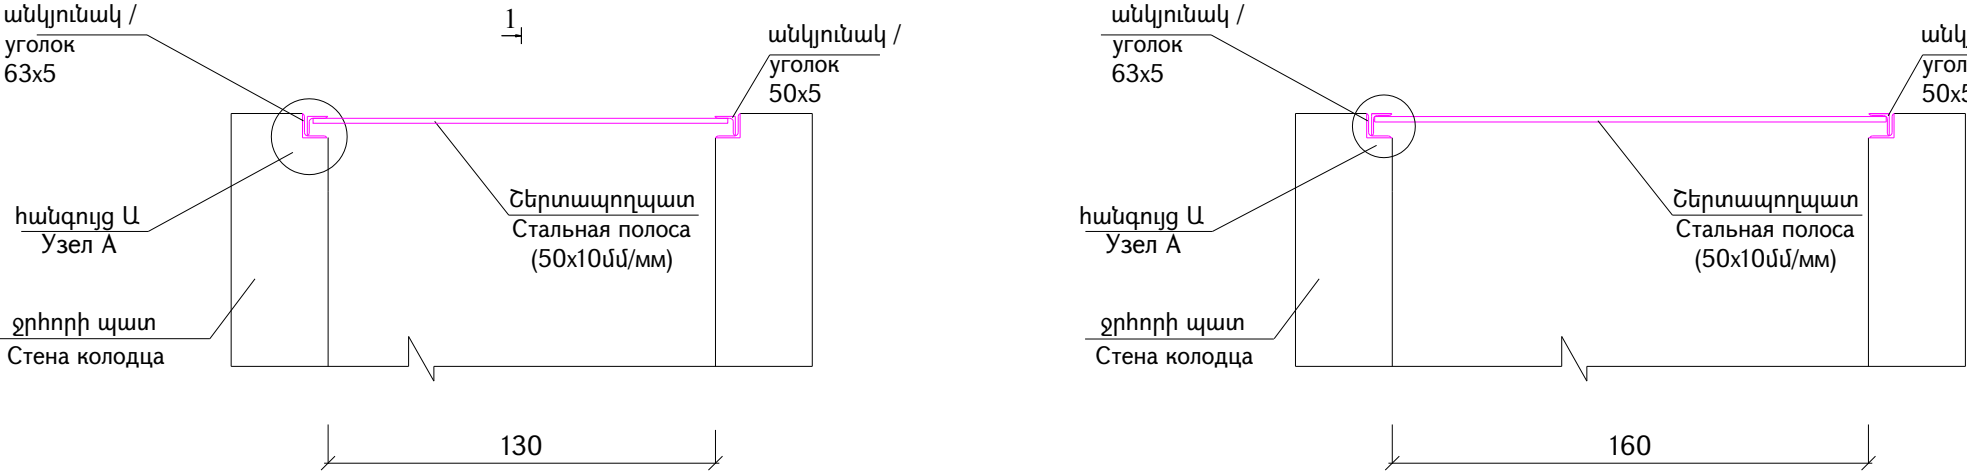 անկյունակ /
уголок
63x5
1
անկյունակ /
уголок
50x5
հանգույց Ա
Узел А
Շերտապողպատ
Стальная полоса
(50x10մմ/мм)
ջրհորի պատ
Стена колодца
130
անկյունակ /
уголок
63x5
հանգույց Ա
Узел А
Շերտապողպատ
Стальная полоса
(50x10մմ/мм)
ջրհորի պատ
Стена колодца
160